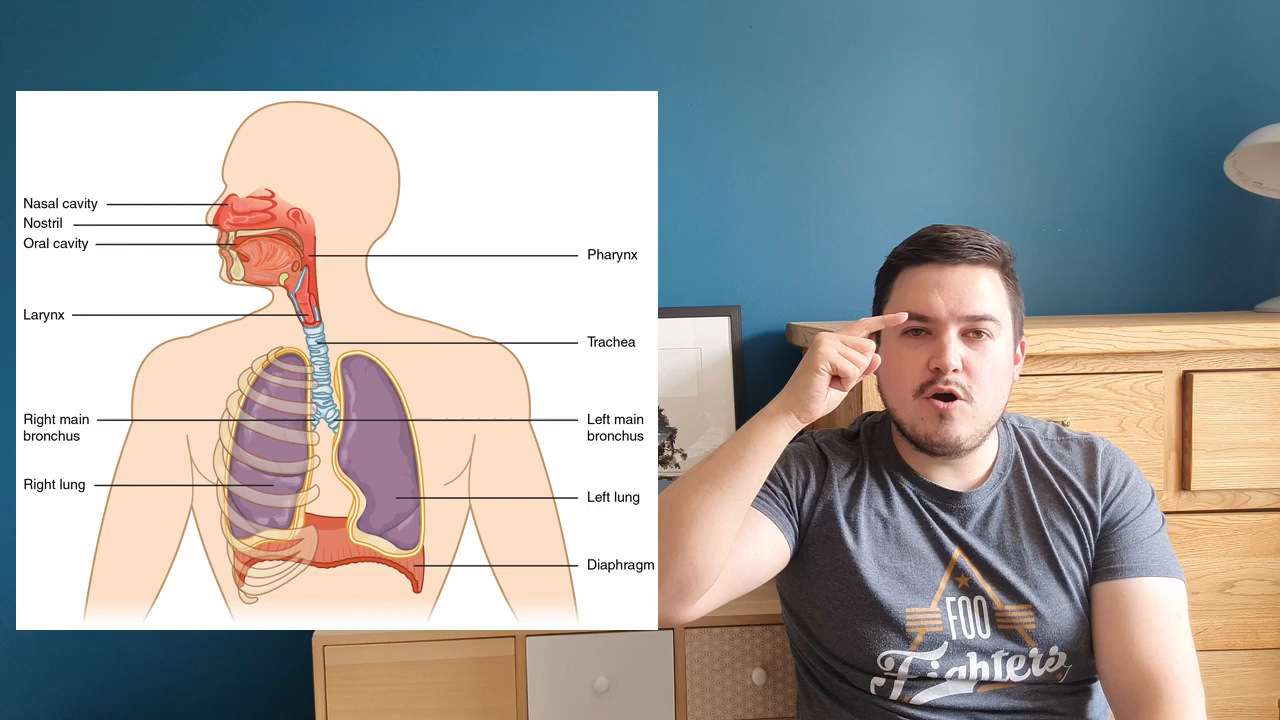 Nasal cavity
Nostril
Oral cavity
Pharynx
Larynx
Trachea
Right main
bronchus
Left main
bronchus
Right lung
Left lung
Diaphragm
FOO
Fighters